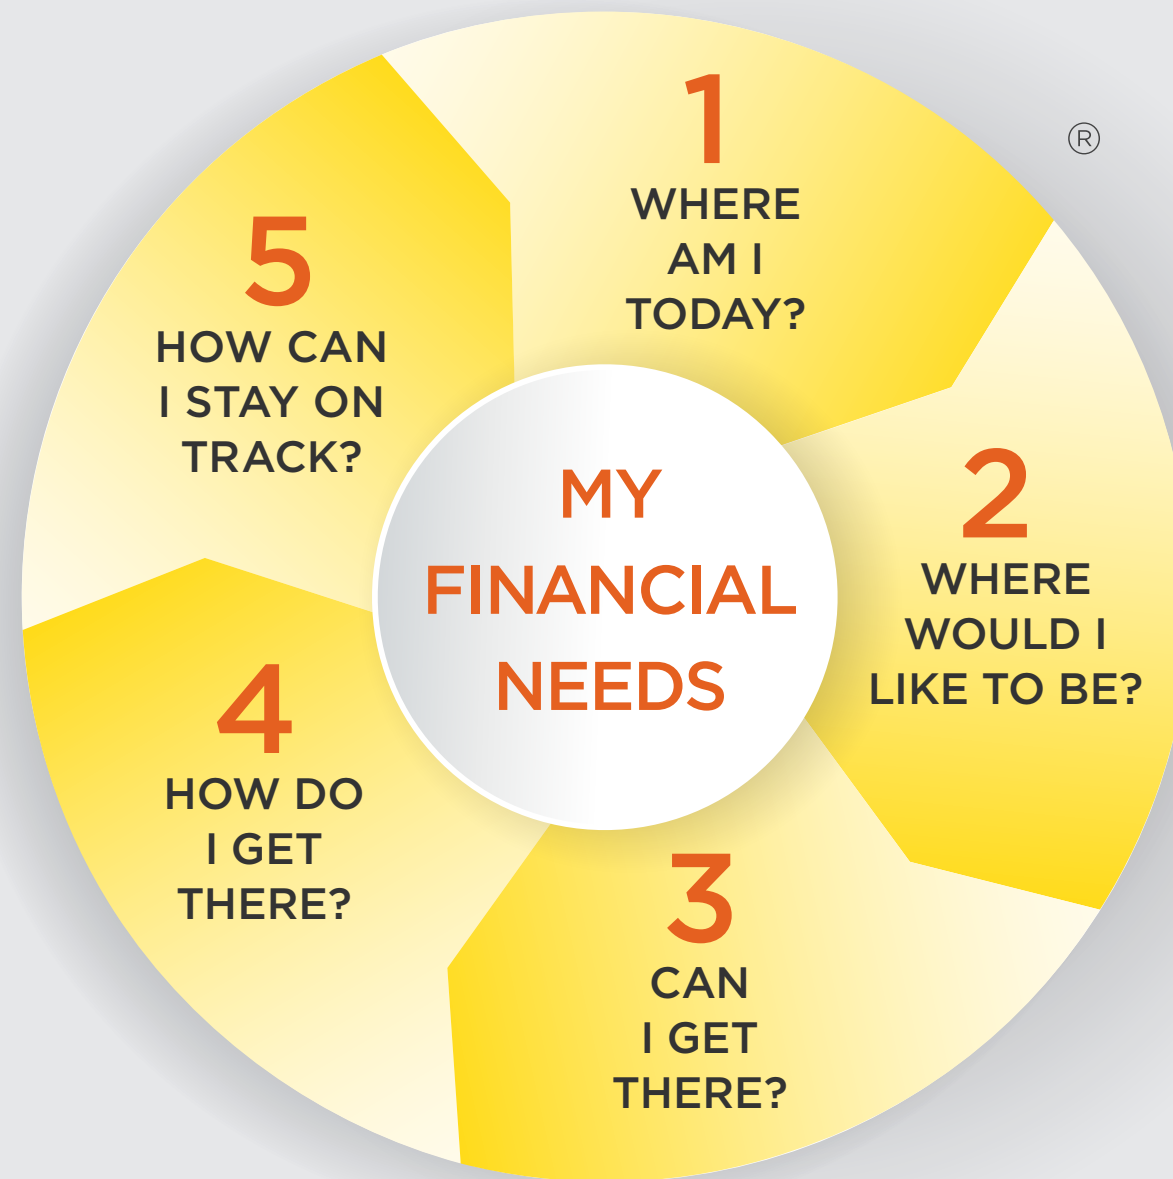 1
WHERE
AM I
TODAY?
®
2
WHERE
WOULD I
LIKE TO BE?
3
CAN
I GET
THERE?
4
HOW DO
I GET
THERE?
5
HOW CAN
I STAY ON
TRACK?
MY
FINANCIAL
NEEDS